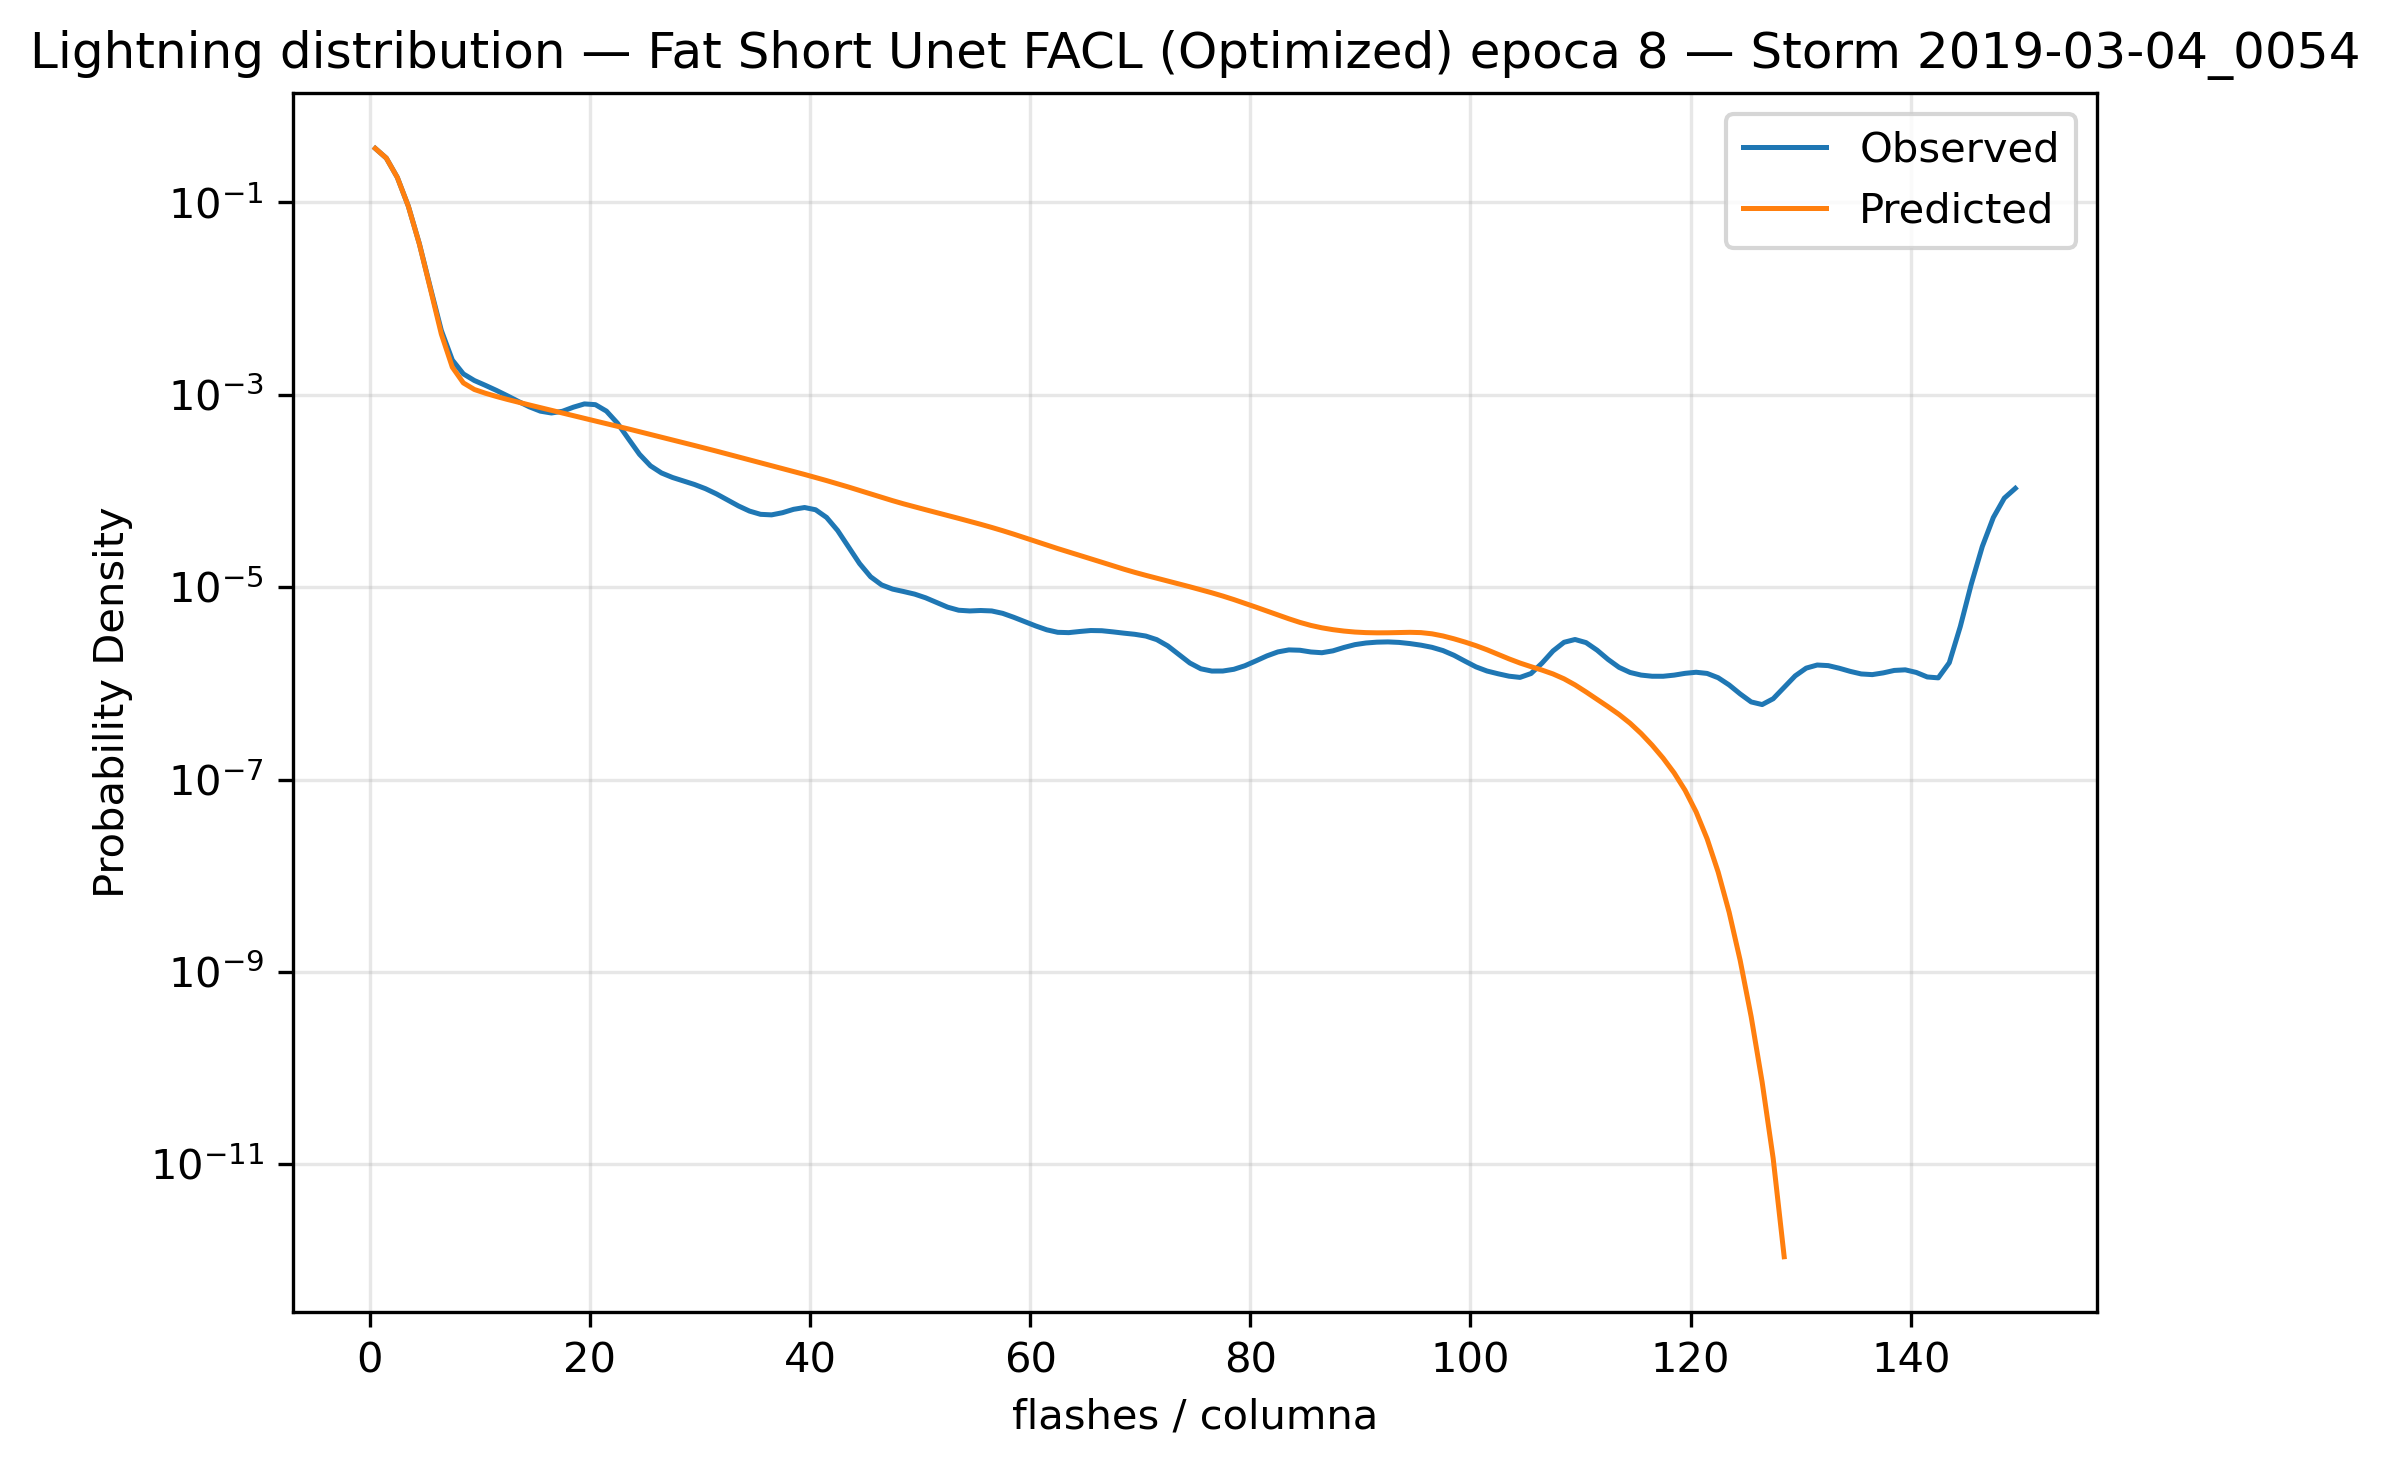 Lightning distribution — Fat Short Unet FACL (Optimized) epoca 8 — Storm 2019-03-04_0054
Observed
Predicted
Probability Density
10⁻¹
10⁻³
10⁻⁵
10⁻⁷
10⁻⁹
10⁻¹¹
0 20 40 60 80 100 120 140
flashes / columna